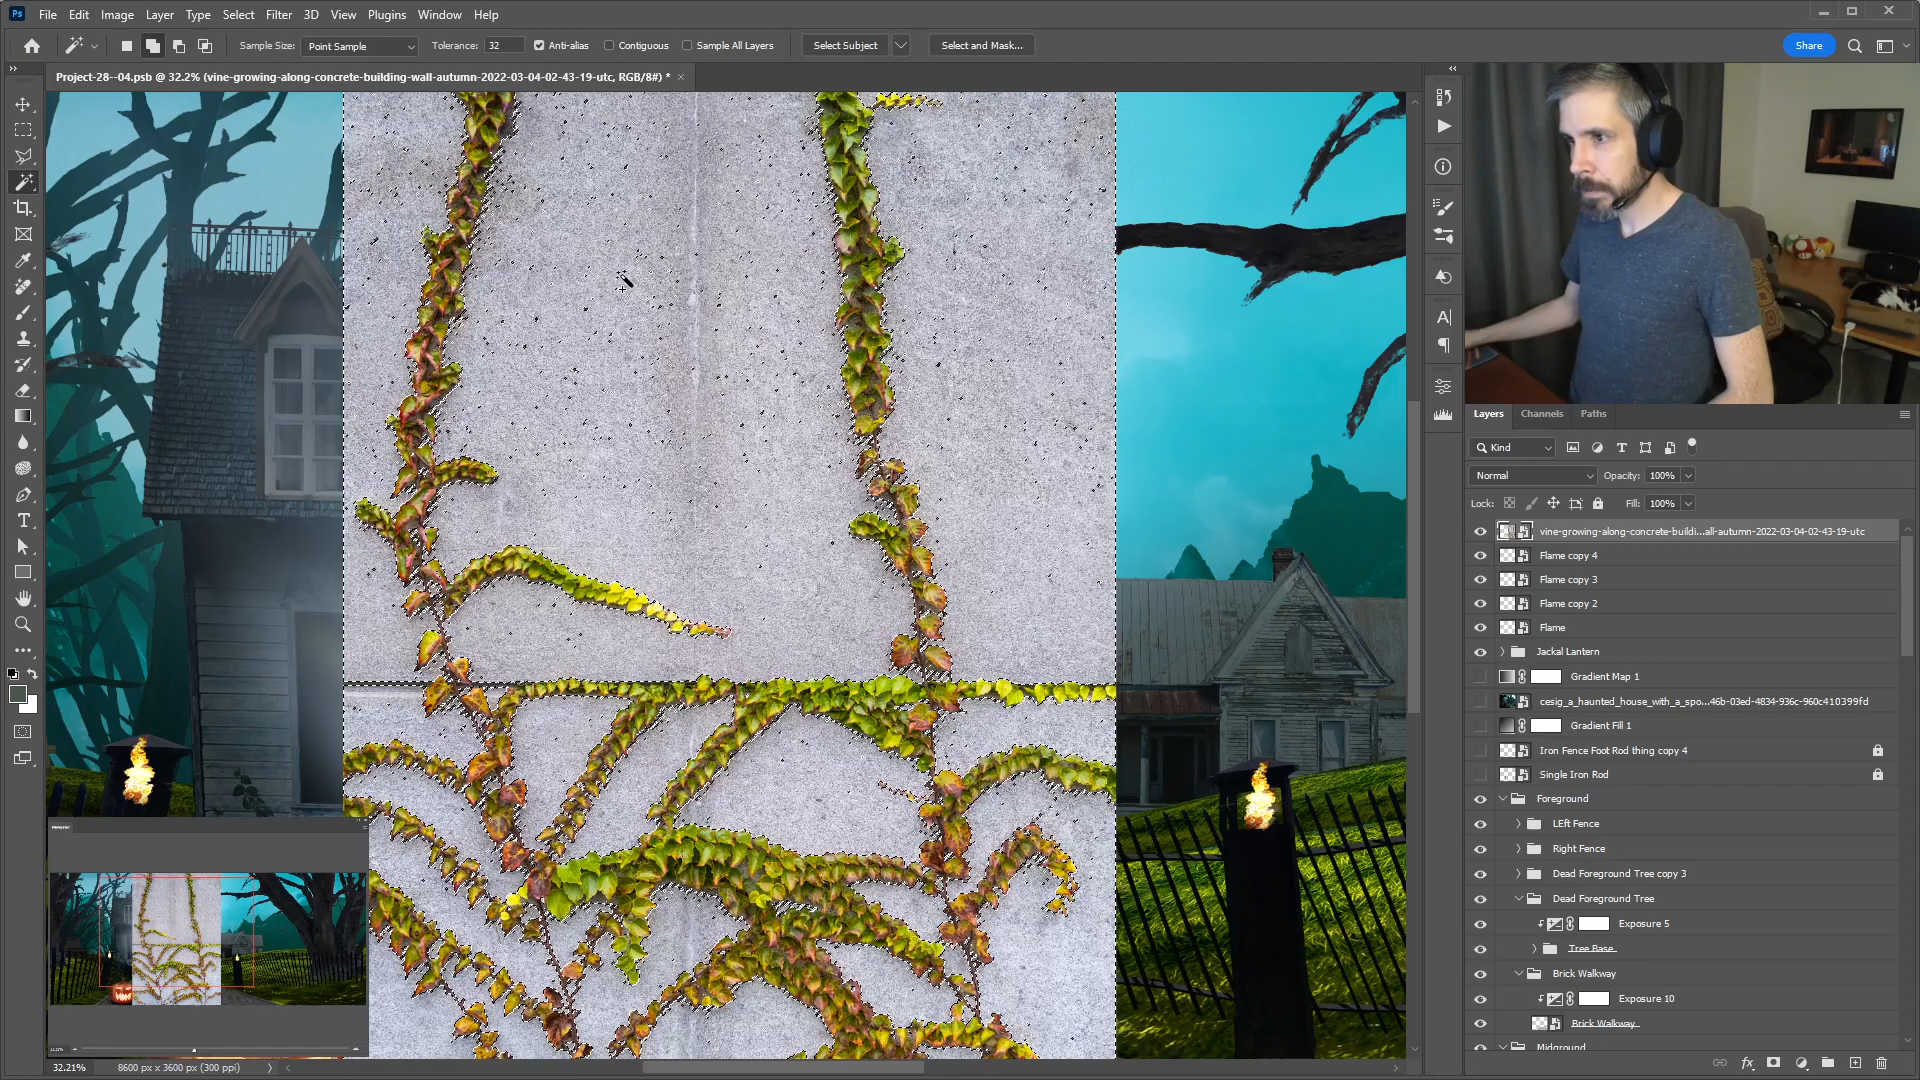 Ps File Edit Image Layer Type Select Filter 3D View Plugins Window Help
Sample Size: Point Sample Tolerance: 32 Anti-alias Contiguous Sample All Layers Select Subject Select and Mask... Share
Project-28--04.psb @ 32.2% (vine-growing-along-concrete-building-wall-autumn-2022-03-04-02-43-19-utc, RGB/8#) *
Layers Channels Paths
Kind
Normal Opacity: 100%
Lock: Fill: 100%
vine-growing-along-concrete-buildi...all-autumn-2022-03-04-02-43-19-utc
Flame copy 4
Flame copy 3
Flame copy 2
Flame
Jackal Lantern
Gradient Map 1
cesig_a_haunted_house_with_a_spo...46b-03ed-4834-936c-960c410399fd
Gradient Fill 1
Iron Fence Foot Rod thing copy 4
Single Iron Rod
Foreground
LEft Fence
Right Fence
Dead Foreground Tree copy 3
Dead Foreground Tree
Exposure 5
Tree Base
Brick Walkway
Exposure 10
Brick Walkway
Midground
32.21% 8600 px x 3600 px (300 ppi)